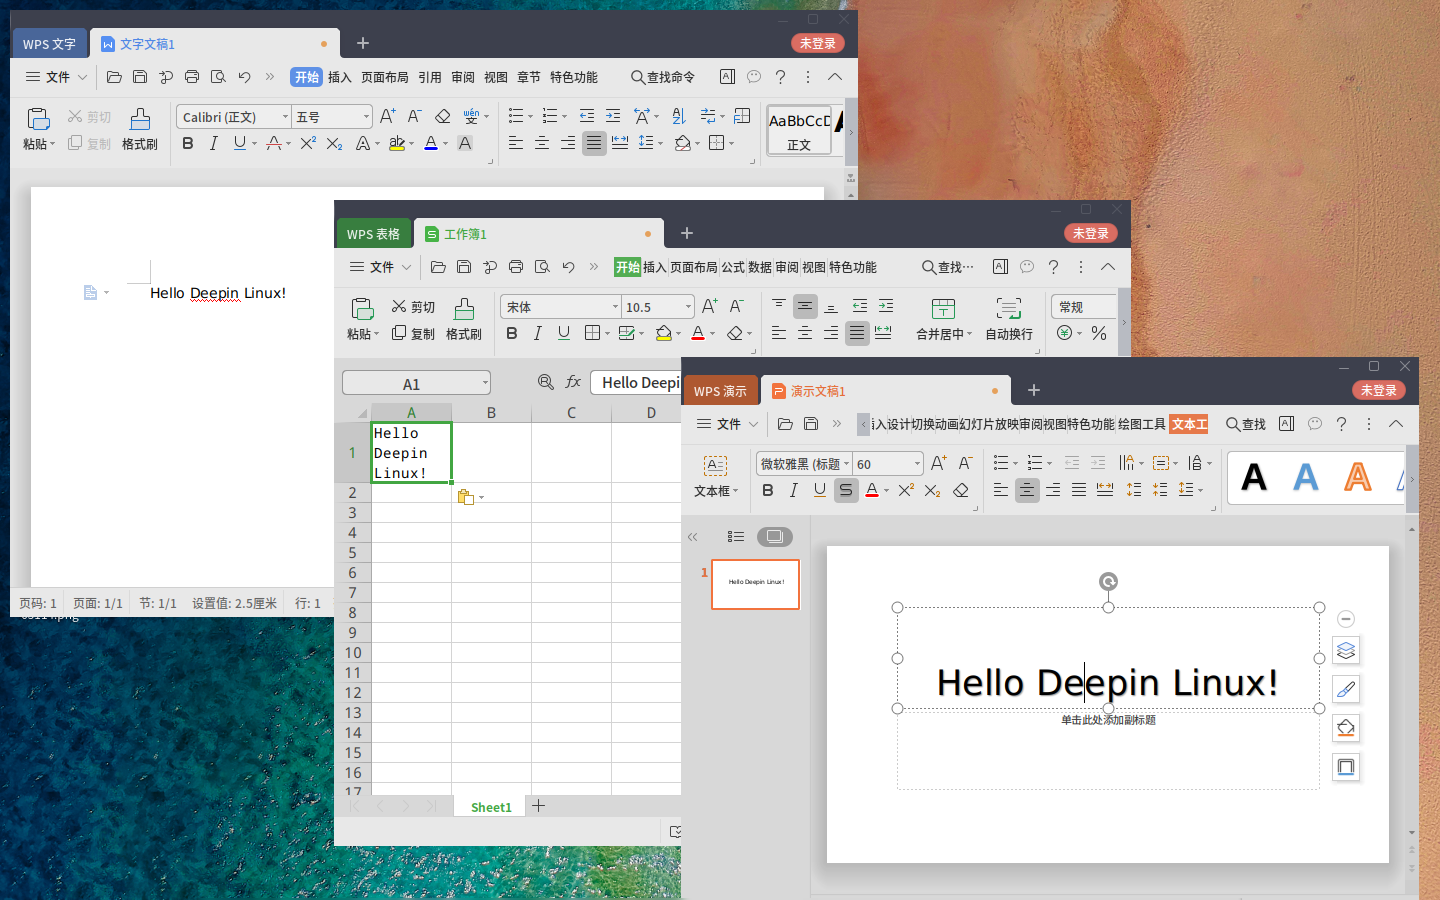 WPS 文字
文字文稿1
未登录
文件
开始 插入 页面布局 引用 审阅 视图 章节 特色功能
查找命令
粘贴
剪切
复制
格式刷
Calibri (正文)
五号
AaBbCcD
正文
Hello Deepin Linux!
页码: 1 页面: 1/1 节: 1/1 设置值: 2.5厘米 行: 1
WPS 表格
工作簿1
未登录
文件
开始 插入 页面布局 公式 数据 审阅 视图 特色功能
查找···
粘贴
剪切
复制
格式刷
宋体
10.5
合并居中
自动换行
常规
A1
fx
Hello Deepi
A B C D
1
Hello
Deepin
Linux!
2
3
4
5
6
7
8
9
10
11
12
13
14
15
16
17
Sheet1
WPS 演示
演示文稿1
未登录
文件
设计 切换 动画 幻灯片放映 审阅 视图 特色功能 绘图工具 文本工
查找
文本框
微软雅黑 (标题
60
1
Hello Deepin Linux!
Hello Deepin Linux!
单击此处添加副标题